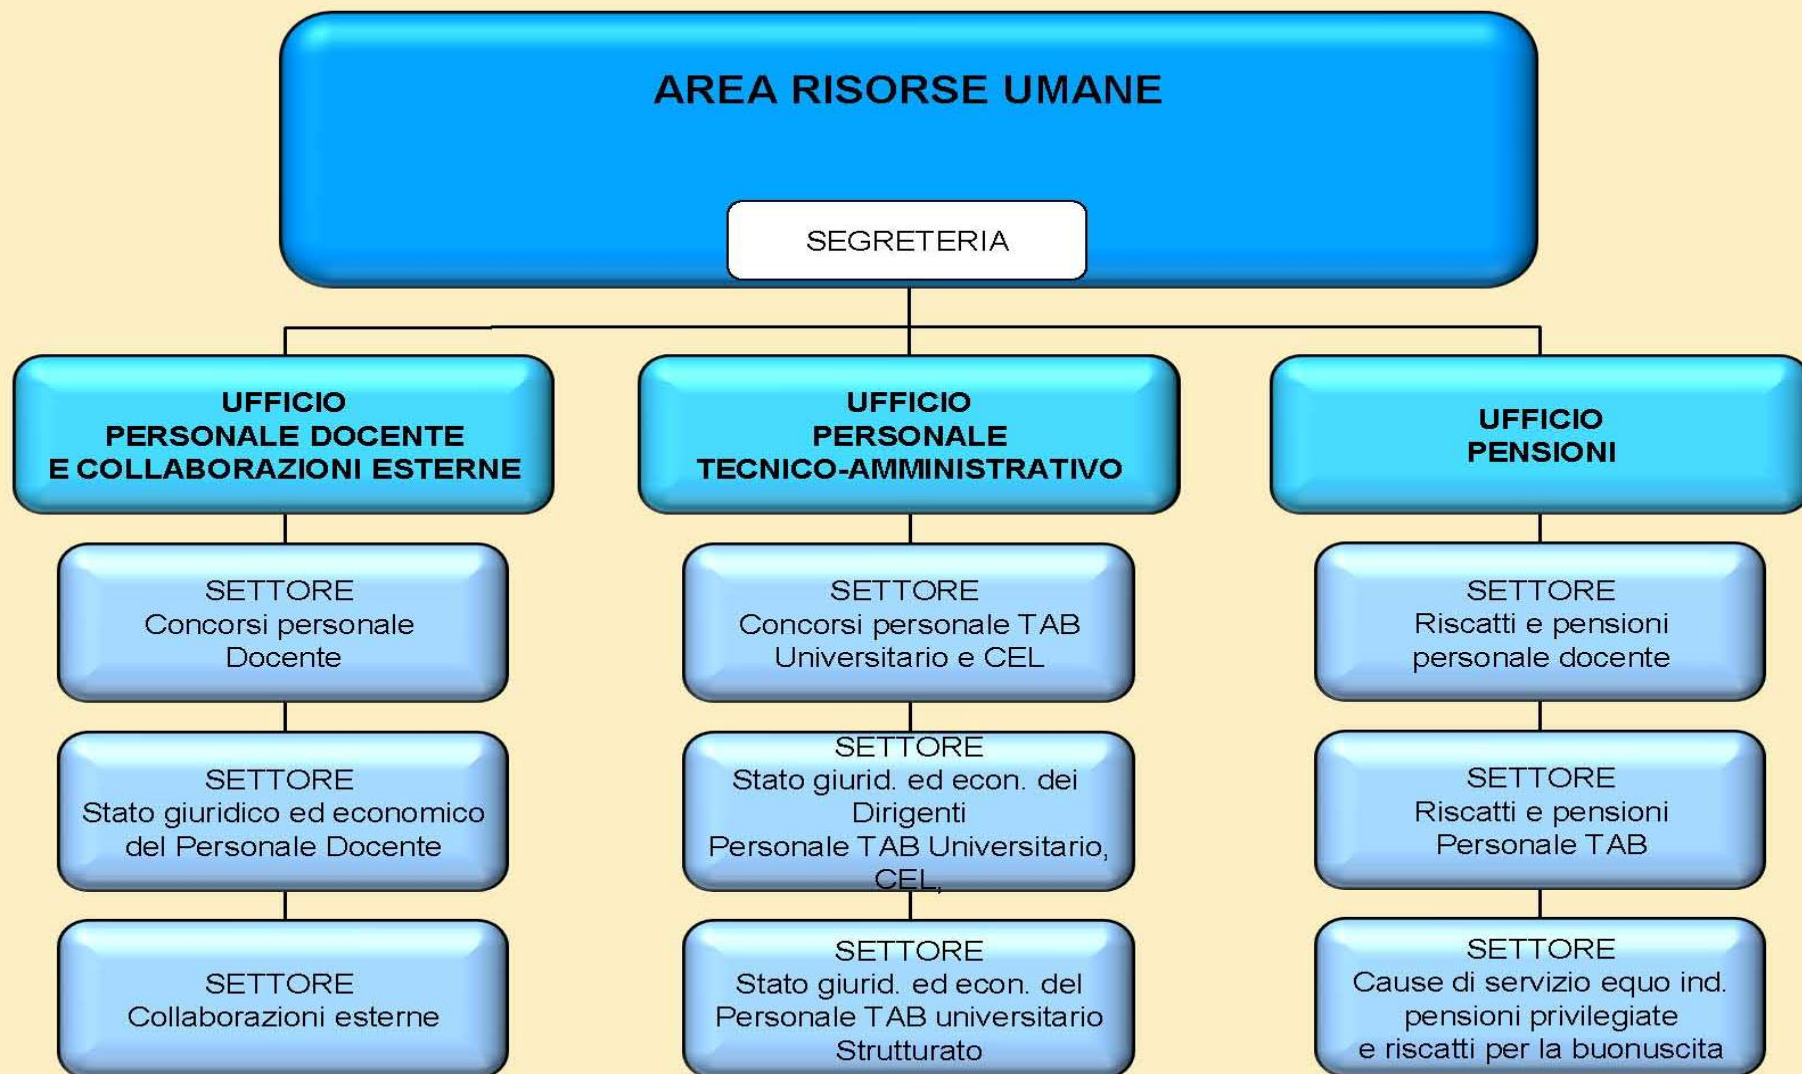 AREA RISORSE UMANE
SEGRETERIA
UFFICIO
PERSONALE DOCENTE
E COLLABORAZIONI ESTERNE
SETTORE
Concorsi personale
Docente
SETTORE
Stato giuridico ed economico
del Personale Docente
SETTORE
Collaborazioni esterne
UFFICIO
PERSONALE
TECNICO-AMMINISTRATIVO
SETTORE
Concorsi personale TAB
Universitario e CEL
SETTORE
Stato giurid. ed econ. dei
Dirigenti
Personale TAB Universitario,
CEL,
SETTORE
Stato giurid. ed econ. del
Personale TAB universitario
Strutturato
UFFICIO
PENSIONI
SETTORE
Riscatti e pensioni
personale docente
SETTORE
Riscatti e pensioni
Personale TAB
SETTORE
Cause di servizio equo ind.
pensioni privilegiate
e riscatti per la buonuscita